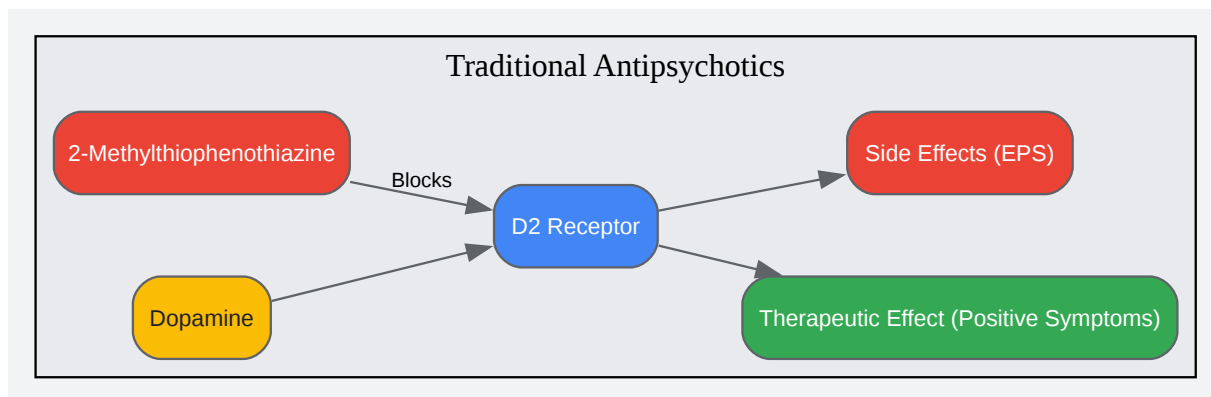 Traditional Antipsychotics
2-Methylthiophenothiazine
Blocks
Dopamine
D2 Receptor
Side Effects (EPS)
Therapeutic Effect (Positive Symptoms)